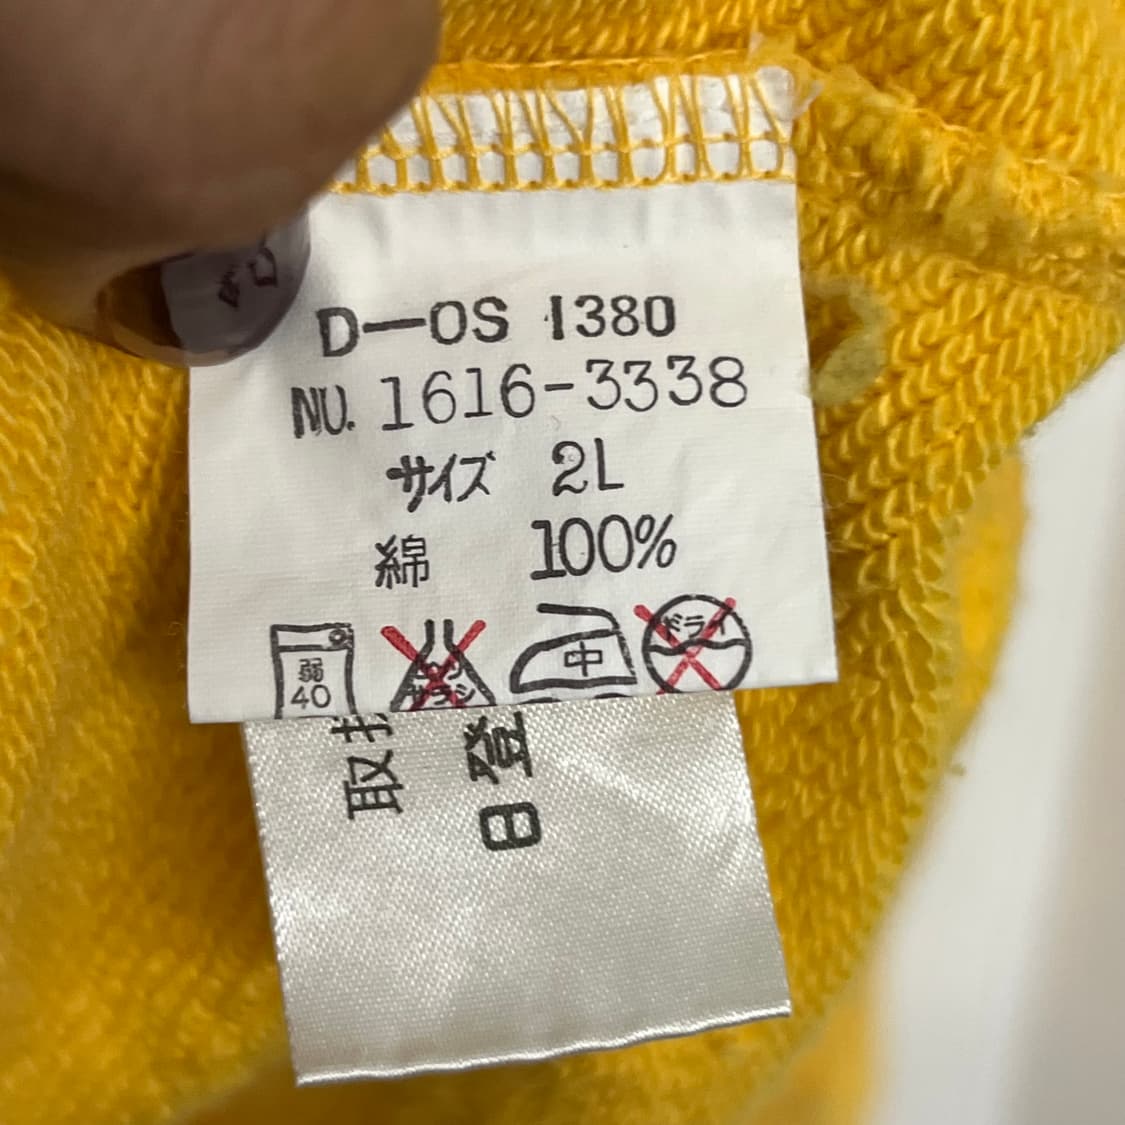 D-OS 1380
NU. 1616-3338
サイズ 2L
綿 100%
弱
40
中
ドライ
取扱
日登